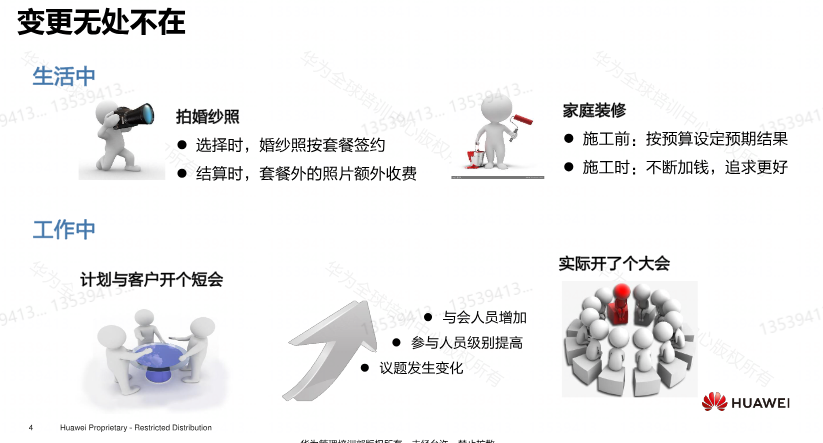 变更无处不在
生活中
拍婚纱照
● 选择时，婚纱照按套餐签约
● 结算时，套餐外的照片额外收费
家庭装修
● 施工前：按预算设定预期结果
● 施工时：不断加钱，追求更好
工作中
计划与客户开个短会
● 与会人员增加
● 参与人员级别提高
● 议题发生变化
实际开了个大会
HUAWEI
4 Huawei Proprietary - Restricted Distribution